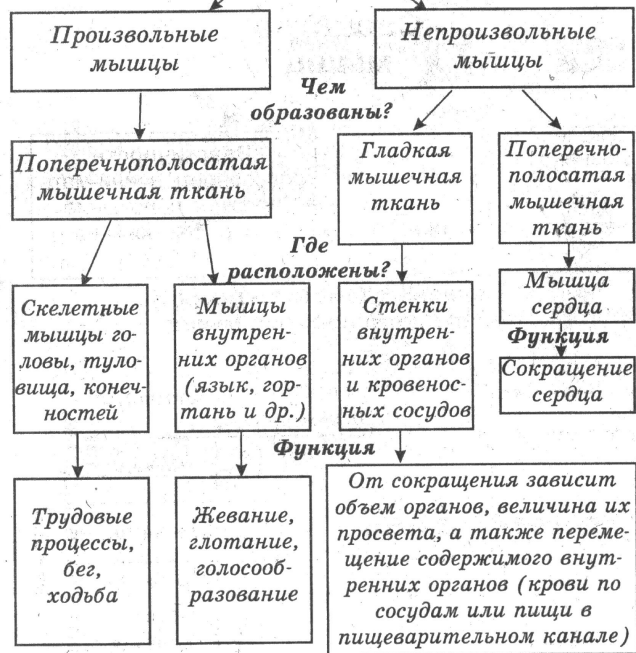 Произвольные
мышцы
Непроизвольные
мышцы
Чем
образованы?
Поперечнополосатая
мышечная ткань
Гладкая
мышечная
ткань
Поперечно-
полосатая
мышечная
ткань
Где
расположены?
Скелетные
мышцы го-
ловы, туло-
вища, конеч-
ностей
Мышцы
внутрен-
них органов
(язык, гор-
тань и др.)
Стенки
внутрен-
них органов
и кровенос-
ных сосудов
Мышца
сердца
Функция
Сокращение
сердца
Функция
Трудовые
процессы,
бег,
ходьба
Жевание,
глотание,
голосооб-
разование
От сокращения зависит
объем органов, величина их
просвета, а также переме-
щение содержимого внут-
ренних органов (крови по
сосудам или пищи в
пищеварительном канале)